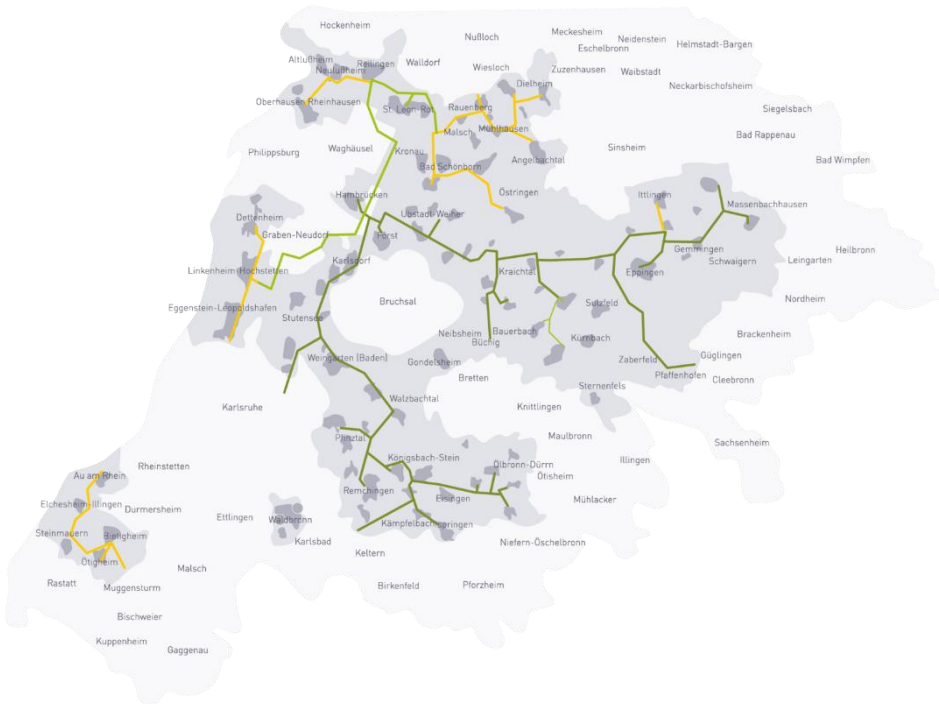 Hockenheim
Nußloch
Meckesheim
Neidenstein
Eschelbronn
Helmstadt-Bargen
Altlußheim
Neulußheim
Reilingen
Walldorf
Wiesloch
Zuzenhausen
Waibstadt
Dielheim
Neckarbischofsheim
Oberhausen-Rheinhausen
St. Leon-Rot
Rauenberg
Siegelsbach
Malsch
Mühlhausen
Bad Rappenau
Waghäusel
Kronau
Sinsheim
Philippsburg
Angelbachtal
Bad Wimpfen
Bad Schönborn
Hambrücken
Östringen
Ittlingen
Massenbachhausen
Dettenheim
Ubstadt-Weiher
Graben-Neudorf
Forst
Gemmingen
Heilbronn
Karlsdorf
Schwaigern
Leingarten
Linkenheim-Hochstetten
Kraichtal
Eppingen
Bruchsal
Sulzfeld
Nordheim
Eggenstein-Leopoldshafen
Stutensee
Bauerbach
Neibsheim
Büchig
Kürnbach
Brackenheim
Weingarten (Baden)
Gondelsheim
Zaberfeld
Güglingen
Pfaffenhofen
Cleebronn
Bretten
Sternenfels
Walzbachtal
Karlsruhe
Knittlingen
Pfinztal
Maulbronn
Sachsenheim
Königsbach-Stein
Illingen
Rheinstetten
Ölbronn-Dürrn
Au am Rhein
Ötisheim
Remchingen
Eisingen
Mühlacker
Elchesheim-Illingen
Durmersheim
Ettlingen
Waldbronn
Kämpfelbach
Ispringen
Steinmauern
Bietigheim
Karlsbad
Niefern-Öschelbronn
Keltern
Ötigheim
Malsch
Rastatt
Muggensturm
Birkenfeld
Pforzheim
Bischweier
Kuppenheim
Gaggenau